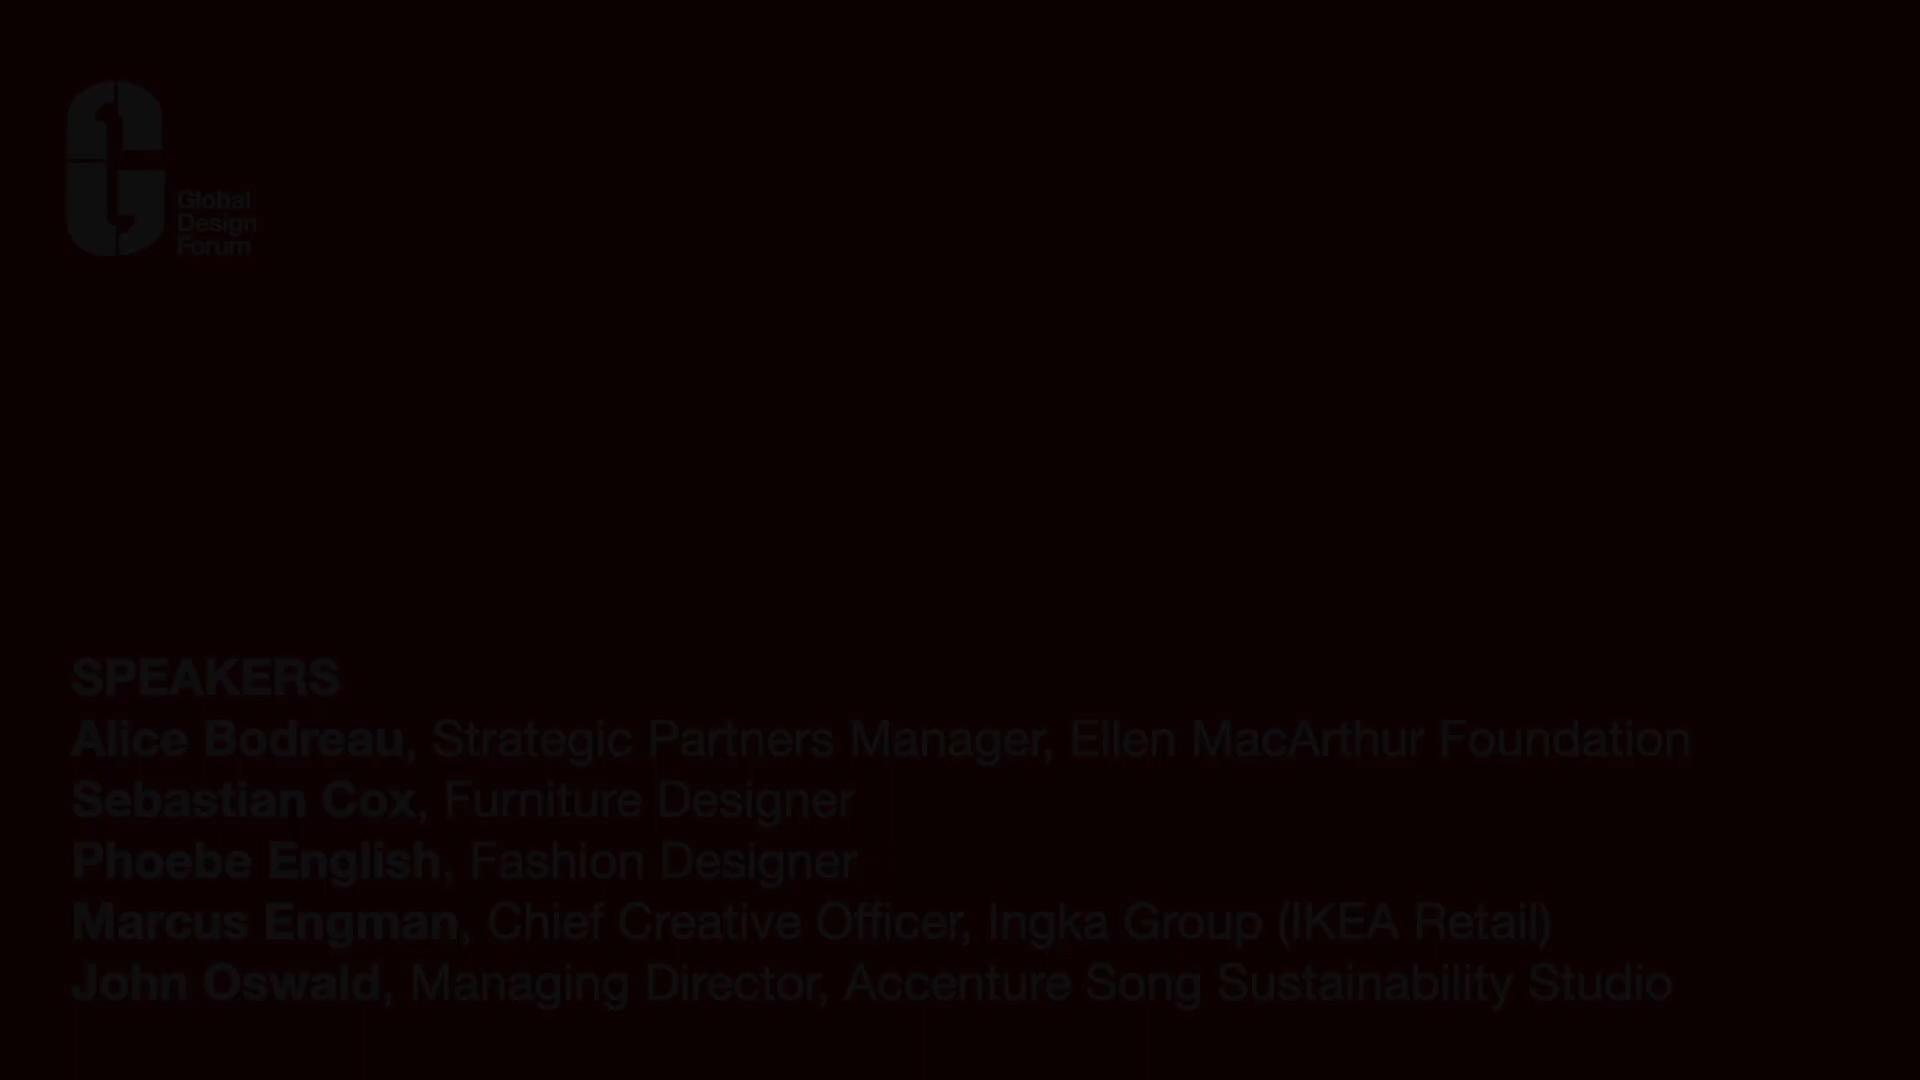 Global
Design
Forum
SPEAKERS
Alice Bodreau, Strategic Partners Manager, Ellen MacArthur Foundation
Sebastian Cox, Furniture Designer
Phoebe English, Fashion Designer
Marcus Engman, Chief Creative Officer, Ingka Group (IKEA Retail)
John Oswald, Managing Director, Accenture Song Sustainability Studio